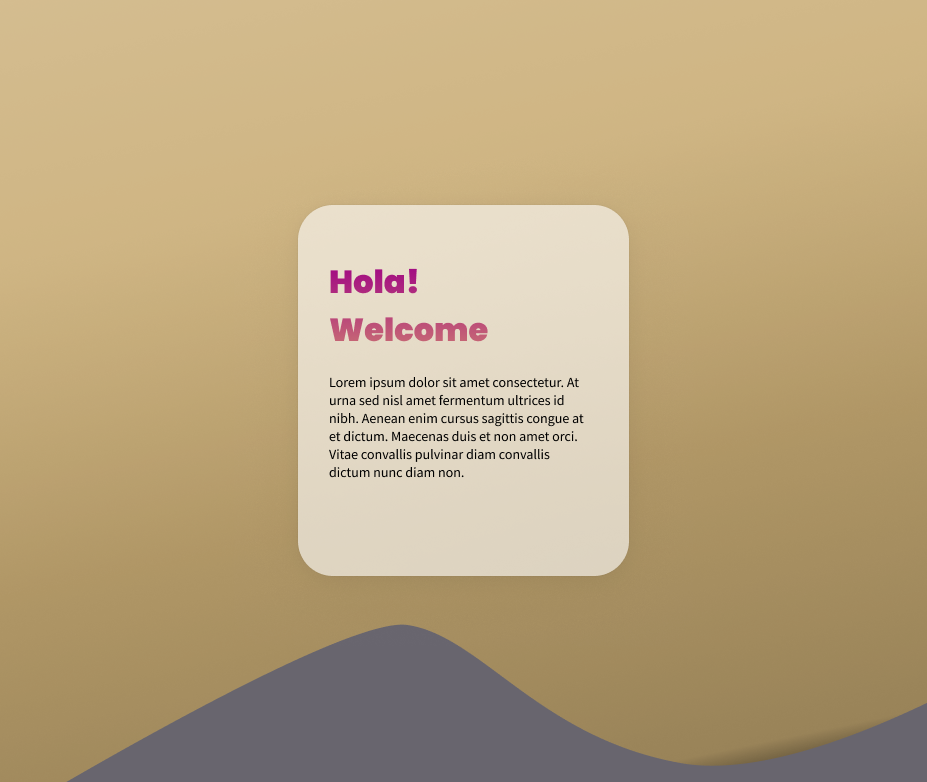 Hola!
Welcome
Lorem ipsum dolor sit amet consectetur. At
urna sed nisl amet fermentum ultrices id
nibh. Aenean enim cursus sagittis congue at
et dictum. Maecenas duis et non amet orci.
Vitae convallis pulvinar diam convallis
dictum nunc diam non.